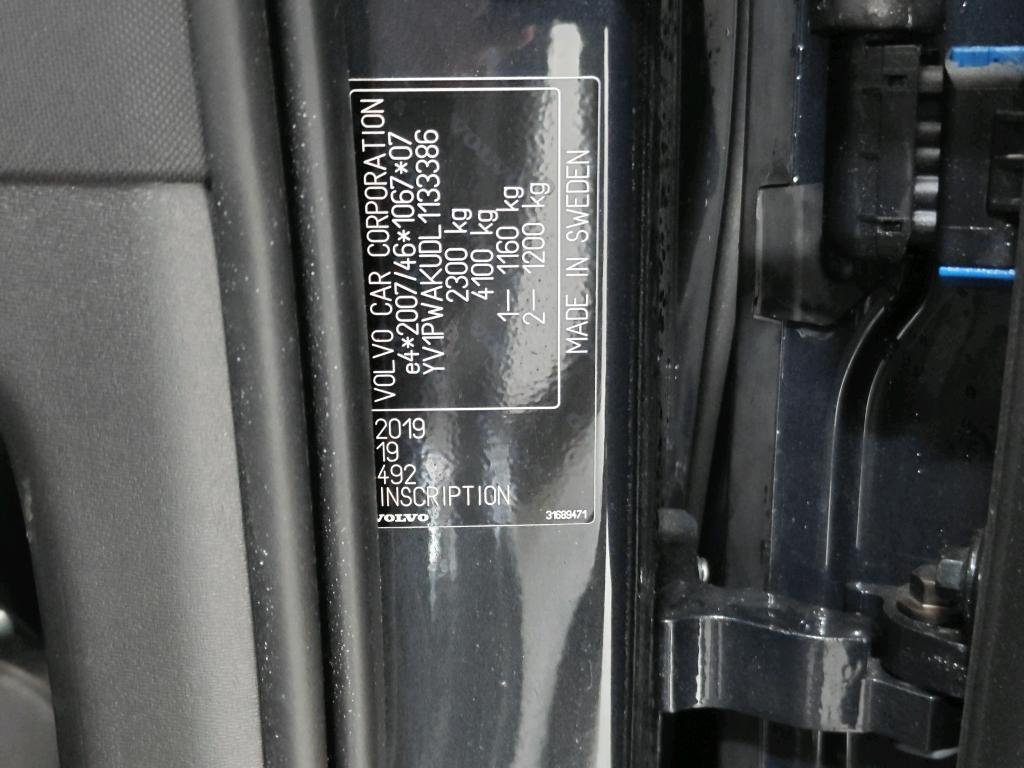 VOLVO CAR CORPORATION
e4*2007/46*1067*07
YV1PWAKUDL1133386
2300 kg
4100 kg
1— 1160 kg
2— 1200 kg
MADE IN SWEDEN
2019
19
492
INSCRIPTION
VOLVO
31689471